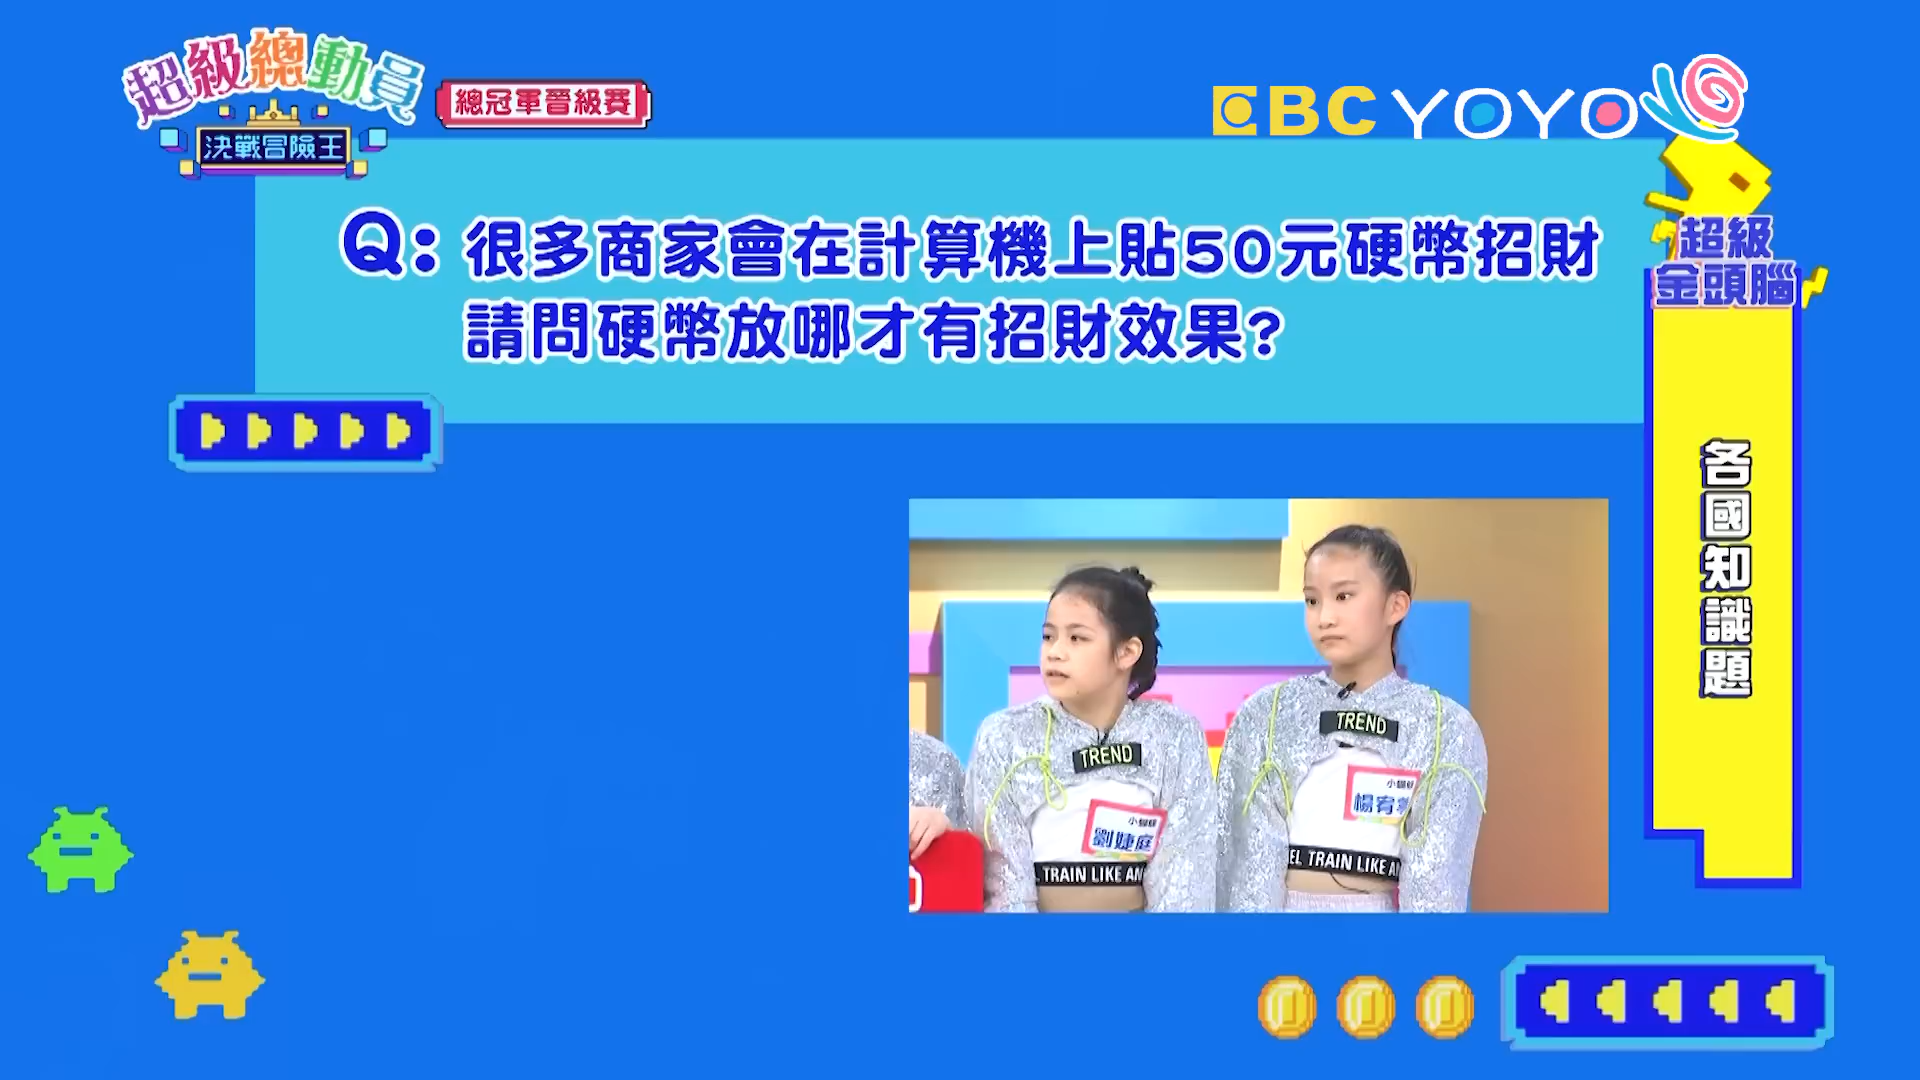 超級總動員
決戰冒險王
總冠軍晉級賽
EBC YOYO
Q: 很多商家會在計算機上貼50元硬幣招財
請問硬幣放哪才有招財效果?
超級
金頭腦
各國知識題
TREND
TREND
劉婕庭
楊宥
TRAIN LIKE AN
EL TRAIN LIKE AN